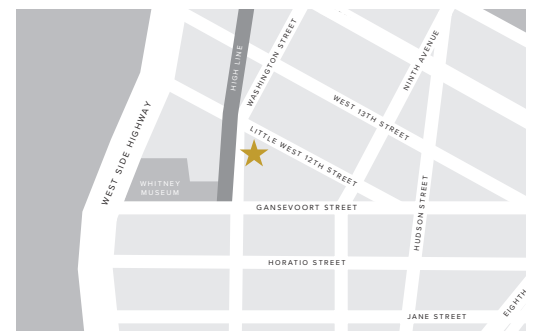 HIGH LINE
WASHINGTON STREET
NINTH AVENUE
WEST 13TH STREET
WEST SIDE HIGHWAY
LITTLE WEST 12TH STREET
WHITNEY
MUSEUM
GANSEVOORT STREET
HUDSON STREET
HORATIO STREET
EIGHTH
JANE STREET